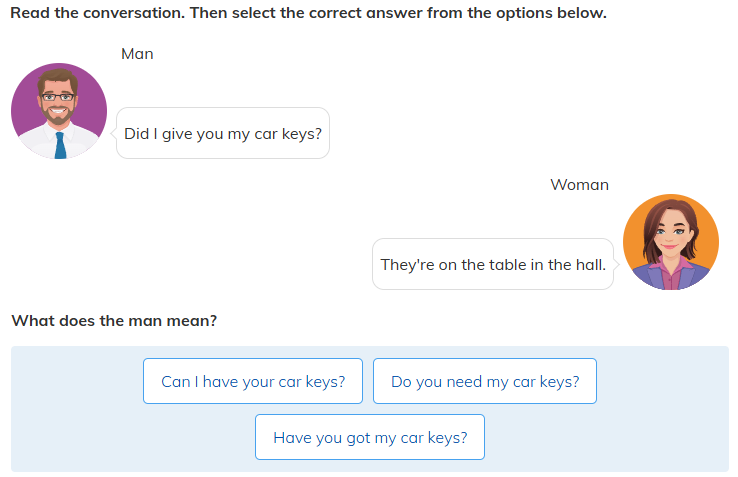 Read the conversation. Then select the correct answer from the options below.
Man
Did I give you my car keys?
Woman
They're on the table in the hall.
What does the man mean?
Can I have your car keys?
Do you need my car keys?
Have you got my car keys?